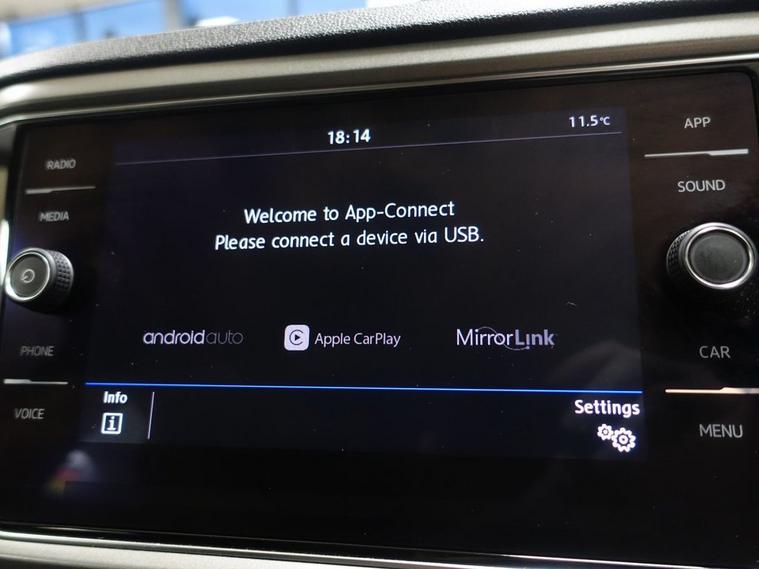 RADIO
MEDIA
PHONE
VOICE
18:14
11.5°C
Welcome to App-Connect
Please connect a device via USB.
androidauto
Apple CarPlay
MirrorLink
Info
i
Settings
APP
SOUND
CAR
MENU